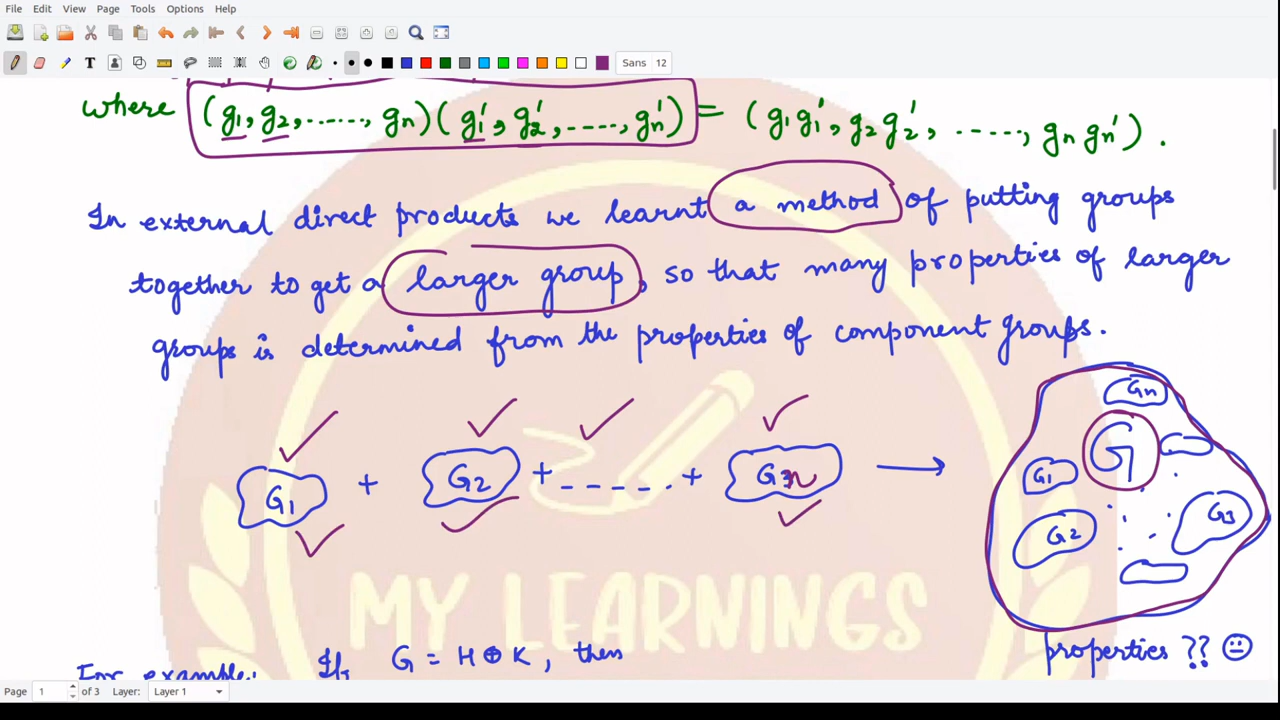 File Edit View Page Tools Options Help
Sans 12
where (g1, g2, ......, gn)(g1', g2', ....., gn') = (g1g1', g2g2', ....., gngn').
In external direct products we learnt a method of putting groups
together to get a larger group, so that many properties of larger
groups is determined from the properties of component groups.
G1 + G2 + ----- + Gn → G
Gn
G1
G2
G3
MY LEARNINGS
properties ??
For example: If G = H ⊕ K, then
Page 1 of 3 Layer: Layer 1